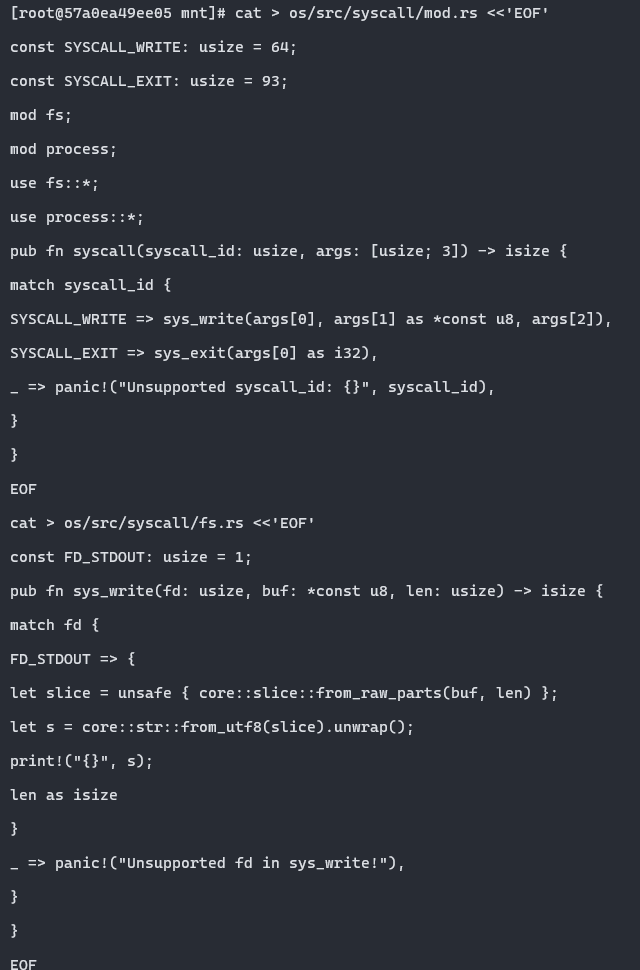 [root@57a0ea49ee05 mnt]# cat > os/src/syscall/mod.rs <<'EOF'
const SYSCALL_WRITE: usize = 64;
const SYSCALL_EXIT: usize = 93;
mod fs;
mod process;
use fs::*;
use process::*;
pub fn syscall(syscall_id: usize, args: [usize; 3]) -> isize {
match syscall_id {
SYSCALL_WRITE => sys_write(args[0], args[1] as *const u8, args[2]),
SYSCALL_EXIT => sys_exit(args[0] as i32),
_ => panic!("Unsupported syscall_id: {}", syscall_id),
}
}
EOF
cat > os/src/syscall/fs.rs <<'EOF'
const FD_STDOUT: usize = 1;
pub fn sys_write(fd: usize, buf: *const u8, len: usize) -> isize {
match fd {
FD_STDOUT => {
let slice = unsafe { core::slice::from_raw_parts(buf, len) };
let s = core::str::from_utf8(slice).unwrap();
print!("{}", s);
len as isize
}
_ => panic!("Unsupported fd in sys_write!"),
}
}
EOF